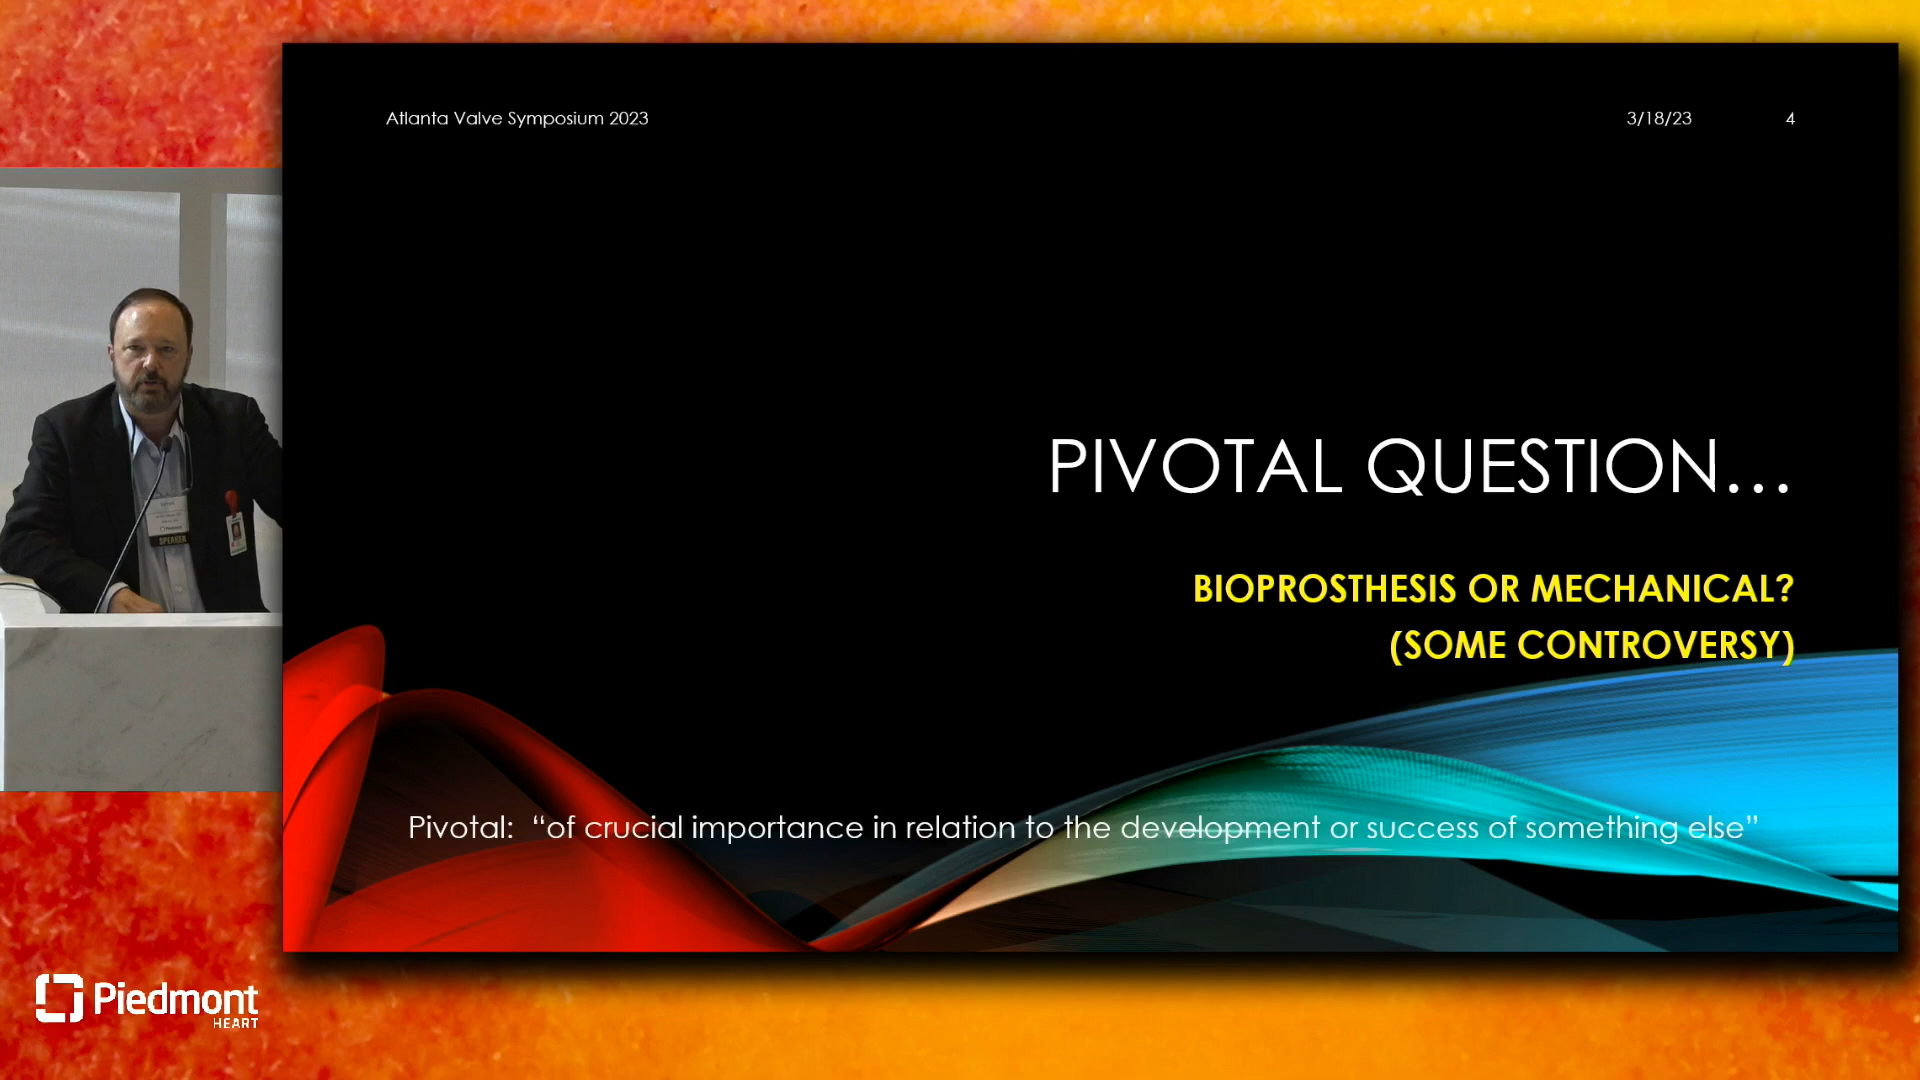 Atlanta Valve Symposium 2023
3/18/23
4
PIVOTAL QUESTION...
BIOPROSTHESIS OR MECHANICAL?
(SOME CONTROVERSY)
Pivotal: “of crucial importance in relation to the development or success of something else”
SPEAKER
Piedmont
HEART